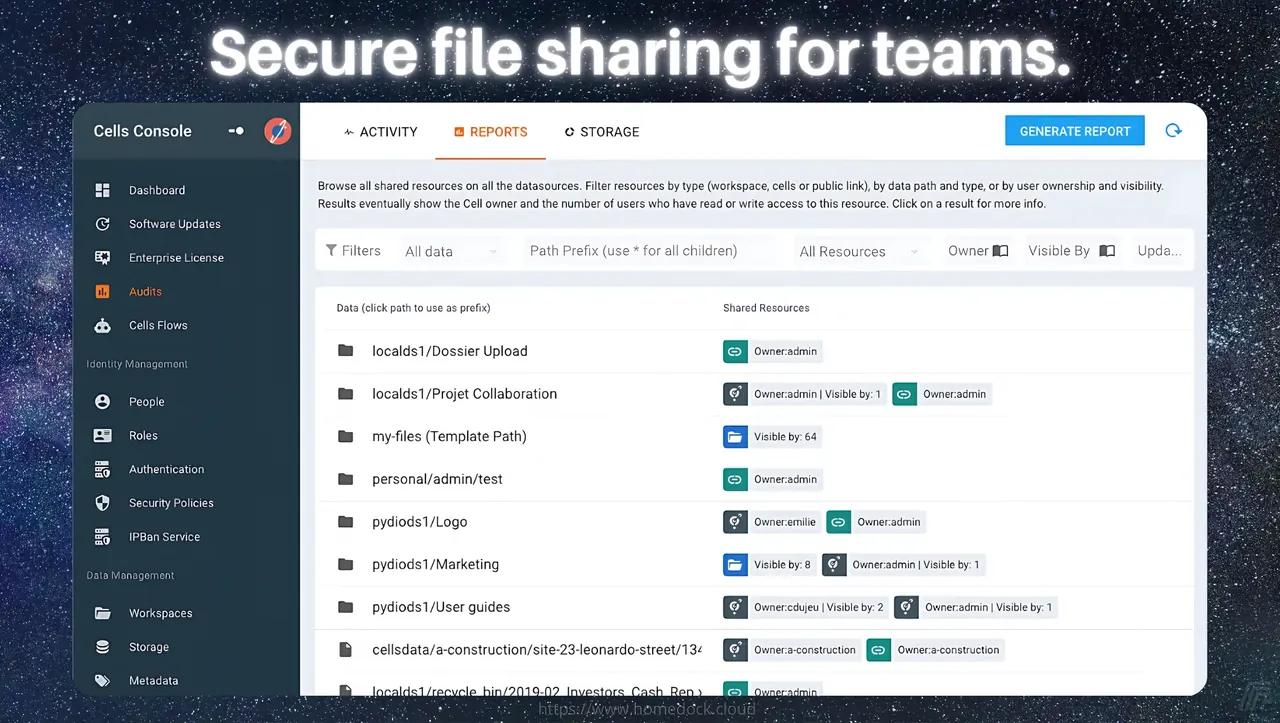 Secure file sharing for teams.
Cells Console
ACTIVITY
REPORTS
STORAGE
GENERATE REPORT
Dashboard
Software Updates
Enterprise License
Audits
Cells Flows
Identity Management
People
Roles
Authentication
Security Policies
IPBan Service
Data Management
Workspaces
Storage
Metadata
Browse all shared resources on all the datasources. Filter resources by type (workspace, cells or public link), by data path and type, or by user ownership and visibility.
Results eventually show the Cell owner and the number of users who have read or write access to this resource. Click on a result for more info.
Filters
All data
Path Prefix (use * for all children)
All Resources
Owner
Visible By
Upda...
Data (click path to use as prefix)
Shared Resources
localds1/Dossier Upload
Owner:admin
localds1/Projet Collaboration
Owner:admin | Visible by: 1
Owner:admin
my-files (Template Path)
Visible by: 64
personal/admin/test
Owner:admin
pydiods1/Logo
Owner:emilie
Owner:admin
pydiods1/Marketing
Visible by: 8
Owner:admin | Visible by: 1
pydiods1/User guides
Owner:cdujeu | Visible by: 2
Owner:admin | Visible by: 1
cellsdata/a-construction/site-23-leonardo-street/134
Owner:a-construction
Owner:a-construction
localds1/recycle_bin/2019-02_Investors_Cash_Rep
Owner:admin
https://www.homedock.cloud